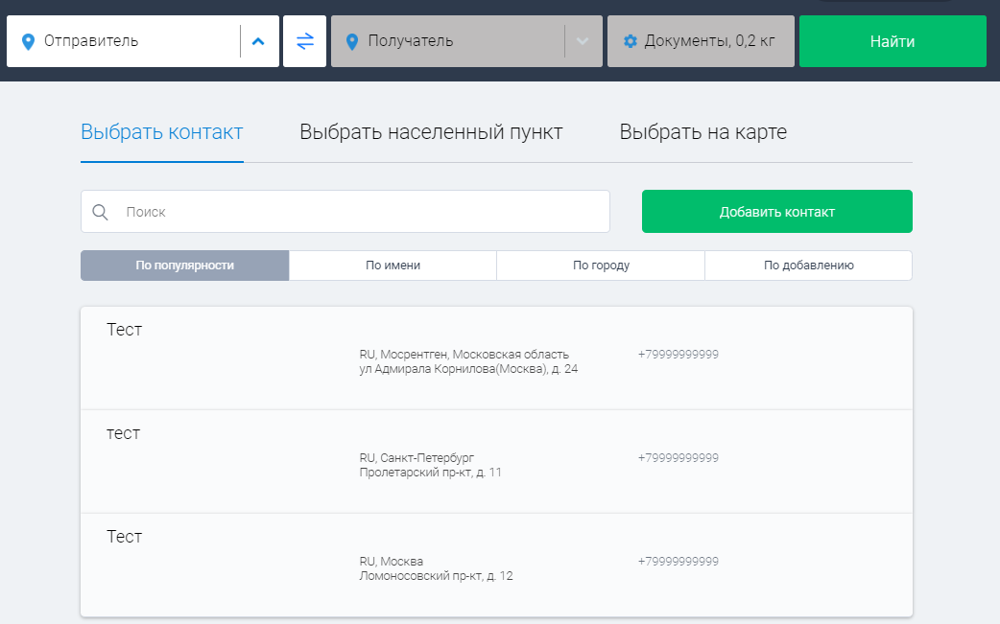 Отправитель
Получатель
Документы, 0,2 кг
Найти
Выбрать контакт
Выбрать населенный пункт
Выбрать на карте
Поиск
Добавить контакт
По популярности
По имени
По городу
По добавлению
Тест
RU, Мосрентген, Московская область
ул Адмирала Корнилова(Москва), д. 24
+79999999999
тест
RU, Санкт-Петербург
Пролетарский пр-кт, д. 11
+79999999999
Тест
RU, Москва
Ломоносовский пр-кт, д. 12
+79999999999